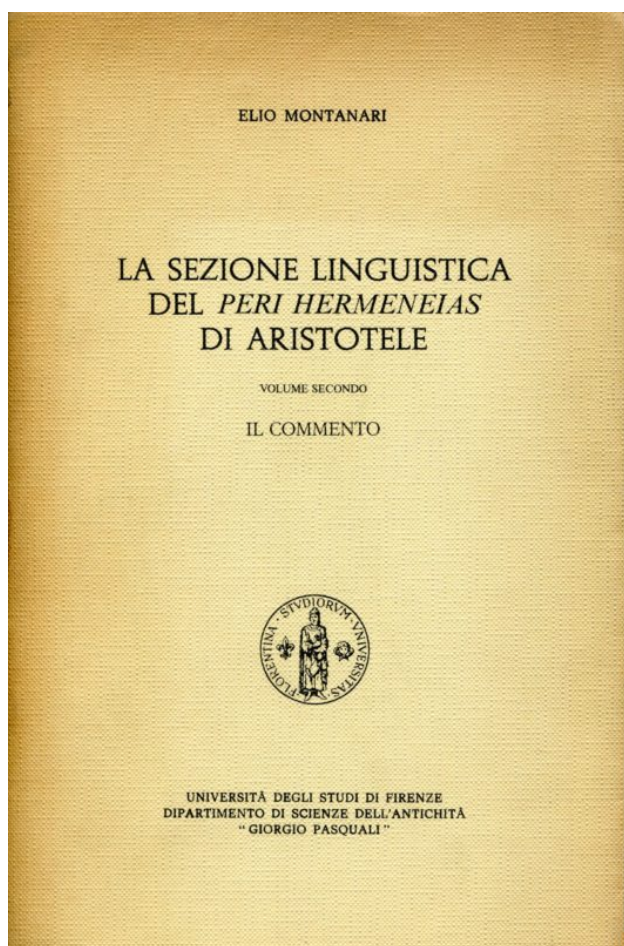 ELIO MONTANARI
LA SEZIONE LINGUISTICA
DEL PERI HERMENEIAS
DI ARISTOTELE
VOLUME SECONDO
IL COMMENTO
FLORENTINA · STVDIORVM · VNIVERSITAS ·
UNIVERSITÀ DEGLI STUDI DI FIRENZE
DIPARTIMENTO DI SCIENZE DELL'ANTICHITÀ
"GIORGIO PASQUALI"